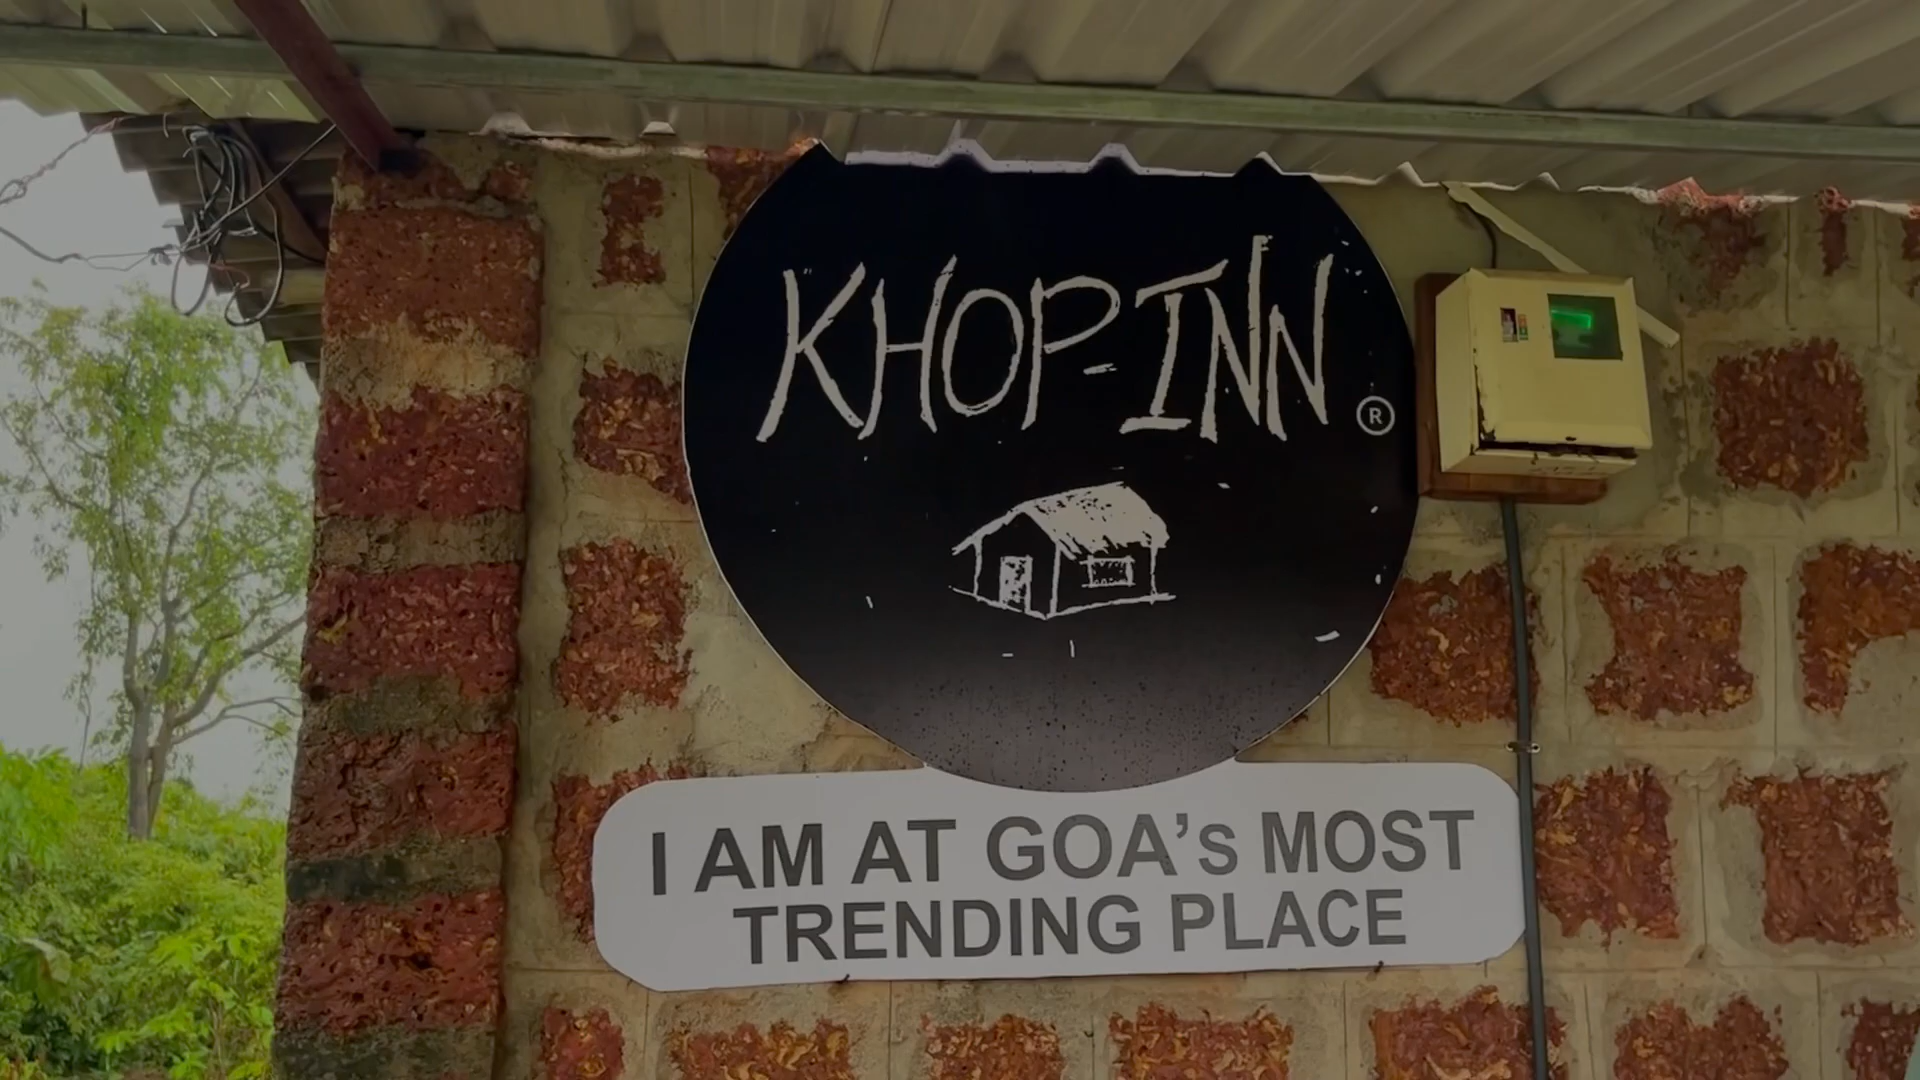 KHOP-INN
®
I AM AT GOA's MOST
TRENDING PLACE